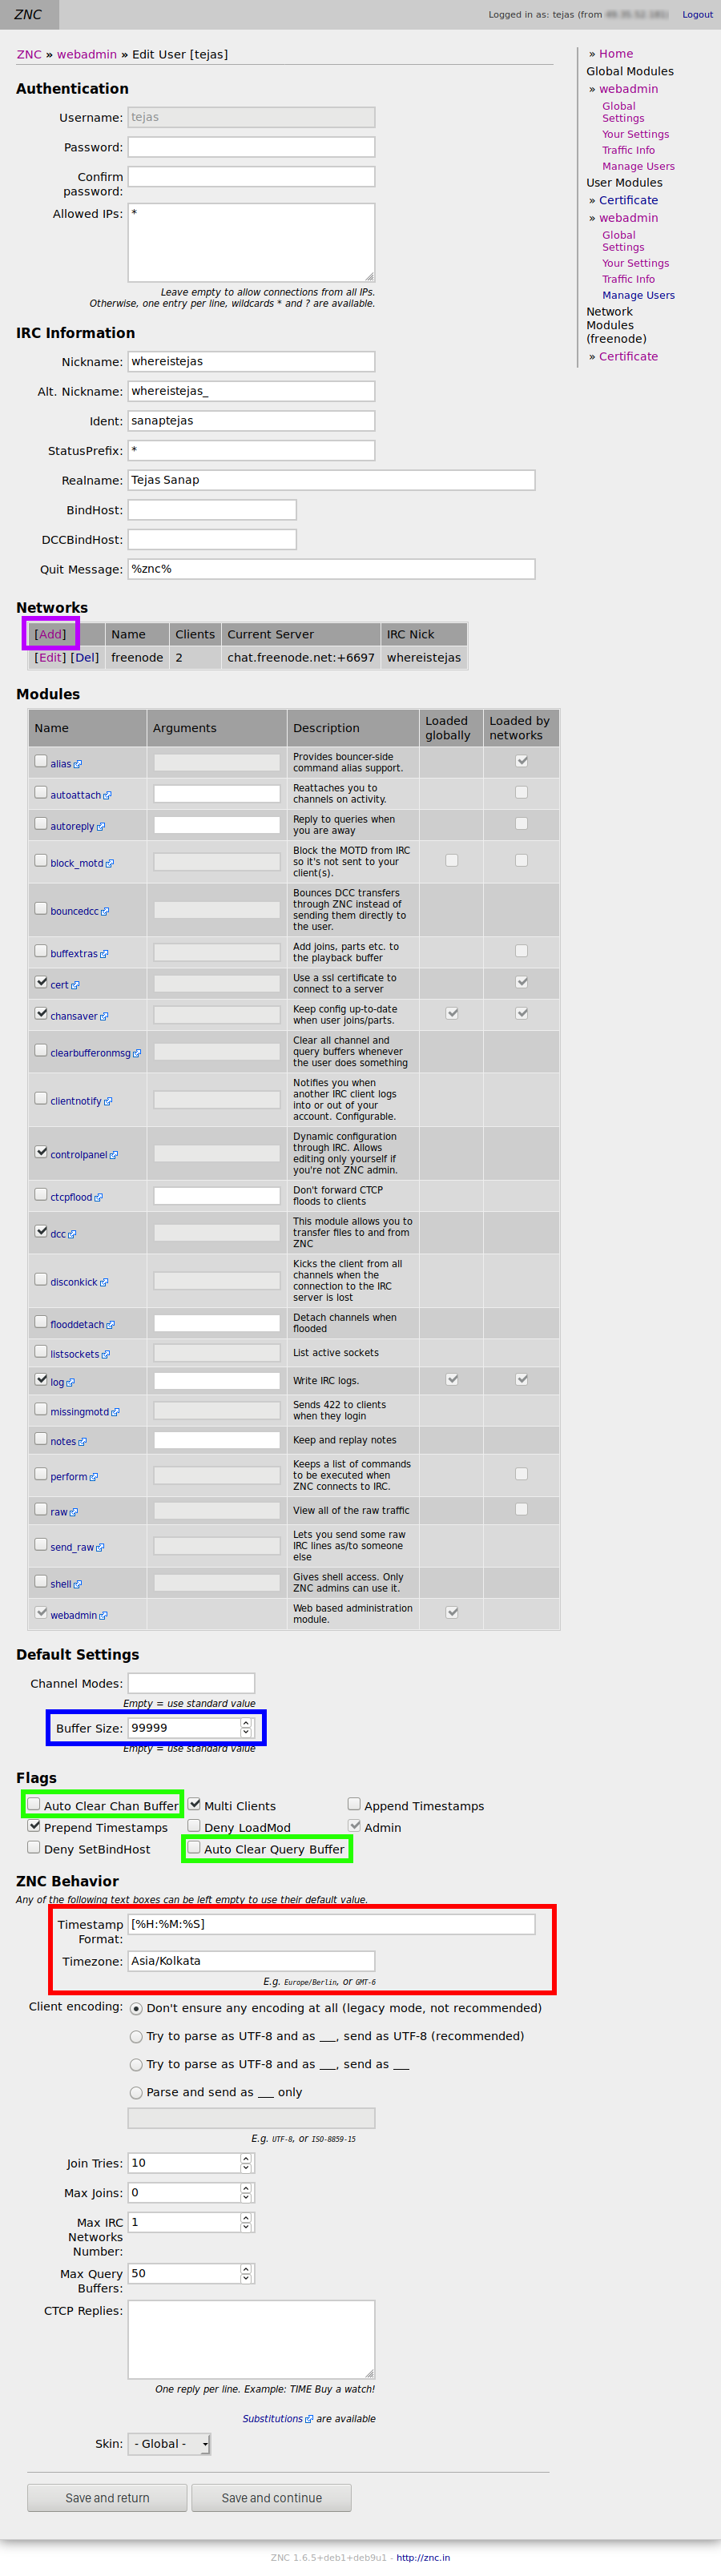 ZNC
Logged in as: tejas (from
Logout
ZNC » webadmin » Edit User [tejas]
» Home
Global Modules
» webadmin
Global
Settings
Your Settings
Traffic Info
Manage Users
User Modules
» Certificate
» webadmin
Global
Settings
Your Settings
Traffic Info
Manage Users
Network
Modules
(freenode)
» Certificate
Authentication
Username: tejas
Password:
Confirm
password:
Allowed IPs: *
Leave empty to allow connections from all IPs.
Otherwise, one entry per line, wildcards * and ? are available.
IRC Information
Nickname: whereistejas
Alt. Nickname: whereistejas_
Ident: sanaptejas
StatusPrefix: *
Realname: Tejas Sanap
BindHost:
DCCBindHost:
Quit Message: %znc%
Networks
[Add] Name Clients Current Server IRC Nick
[Edit] [Del] freenode 2 chat.freenode.net:+6697 whereistejas
Modules
Name Arguments Description Loaded globally Loaded by networks
alias Provides bouncer-side
command alias support.
autoattach Reattaches you to
channels on activity.
autoreply Reply to queries when
you are away
block_motd Block the MOTD from IRC
so it's not sent to your
client(s).
bouncedcc Bounces DCC transfers
through ZNC instead of
sending them directly to
the user.
buffextras Add joins, parts etc. to
the playback buffer
cert Use a ssl certificate to
connect to a server
chansaver Keep config up-to-date
when user joins/parts.
clearbufferonmsg Clear all channel and
query buffers whenever
the user does something
clientnotify Notifies you when
another IRC client logs
into or out of your
account. Configurable.
controlpanel Dynamic configuration
through IRC. Allows
editing only yourself if
you're not ZNC admin.
ctcpflood Don't forward CTCP
floods to clients
dcc This module allows you to
transfer files to and from
ZNC
disconkick Kicks the client from all
channels when the
connection to the IRC
server is lost
flooddetach Detach channels when
flooded
listsockets List active sockets
log Write IRC logs.
missingmotd Sends 422 to clients
when they login
notes Keep and replay notes
perform Keeps a list of commands
to be executed when
ZNC connects to IRC.
raw View all of the raw traffic
send_raw Lets you send some raw
IRC lines as/to someone
else
shell Gives shell access. Only
ZNC admins can use it.
webadmin Web based administration
module.
Default Settings
Channel Modes:
Empty = use standard value
Buffer Size: 99999
Empty = use standard value
Flags
Auto Clear Chan Buffer Multi Clients Append Timestamps
Prepend Timestamps Deny LoadMod Admin
Deny SetBindHost Auto Clear Query Buffer
ZNC Behavior
Any of the following text boxes can be left empty to use their default value.
Timestamp
Format: [%H:%M:%S]
Timezone: Asia/Kolkata
E.g. Europe/Berlin, or GMT-6
Client encoding: Don't ensure any encoding at all (legacy mode, not recommended)
Try to parse as UTF-8 and as ___, send as UTF-8 (recommended)
Try to parse as UTF-8 and as ___, send as ___
Parse and send as ___ only
E.g. UTF-8, or ISO-8859-15
Join Tries: 10
Max Joins: 0
Max IRC
Networks
Number: 1
Max Query
Buffers: 50
CTCP Replies:
One reply per line. Example: TIME Buy a watch!
Substitutions are available
Skin: - Global -
Save and return Save and continue
ZNC 1.6.5+deb1+deb9u1 - http://znc.in